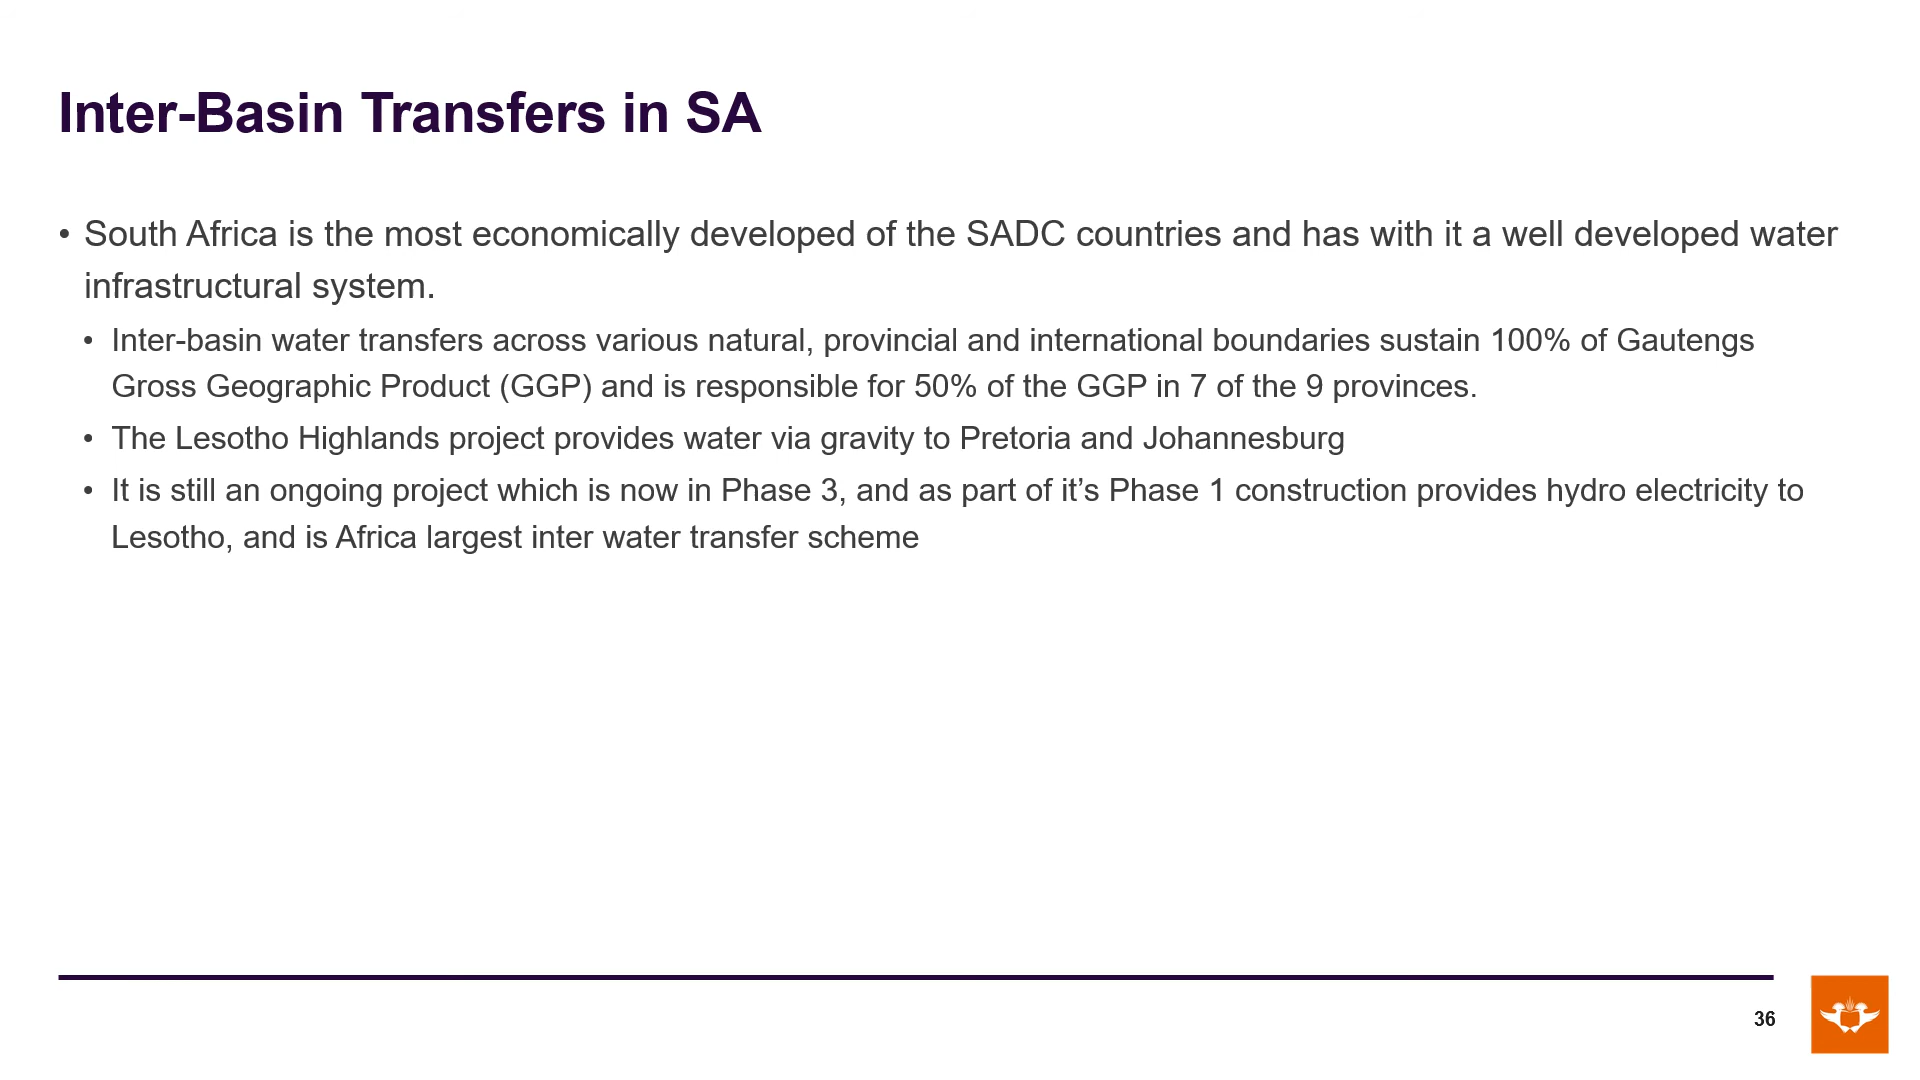 Inter-Basin Transfers in SA
• South Africa is the most economically developed of the SADC countries and has with it a well developed water
infrastructural system.
• Inter-basin water transfers across various natural, provincial and international boundaries sustain 100% of Gautengs
Gross Geographic Product (GGP) and is responsible for 50% of the GGP in 7 of the 9 provinces.
• The Lesotho Highlands project provides water via gravity to Pretoria and Johannesburg
• It is still an ongoing project which is now in Phase 3, and as part of it’s Phase 1 construction provides hydro electricity to
Lesotho, and is Africa largest inter water transfer scheme
36